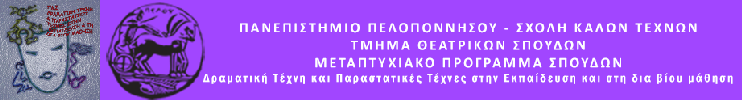 ΠΑΝΕΠΙΣΤΗΜΙΟ ΠΕΛΟΠΟΝΝΗΣΟΥ - ΣΧΟΛΗ ΚΑΛΩΝ ΤΕΧΝΩΝ
ΤΜΗΜΑ ΘΕΑΤΡΙΚΩΝ ΣΠΟΥΔΩΝ
ΜΕΤΑΠΤΥΧΙΑΚΟ ΠΡΟΓΡΑΜΜΑ ΣΠΟΥΔΩΝ
Δραματική Τέχνη και Παραστατικές Τέχνες στην Εκπαίδευση και στη δια βίου μάθηση